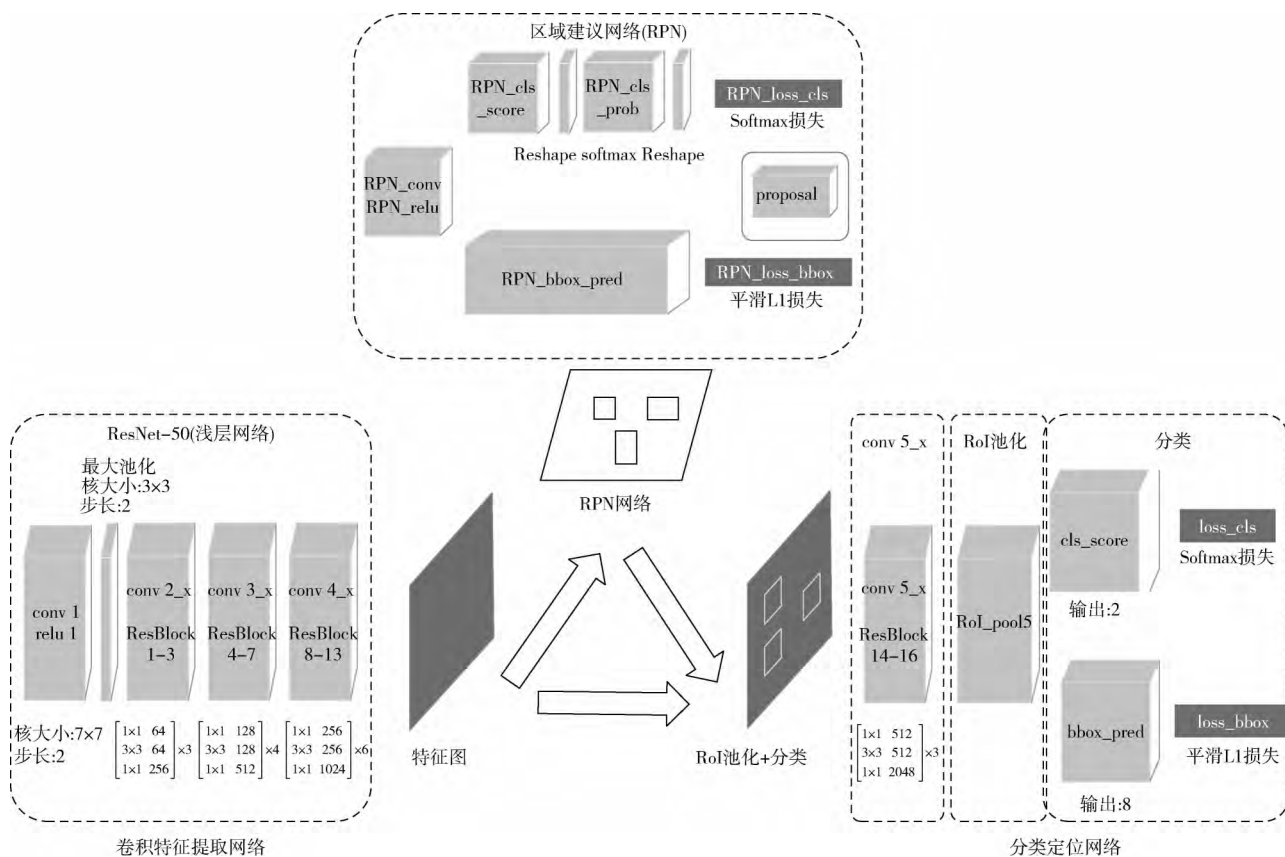 区域建议网络(RPN)
RPN_cls
_score
RPN_cls
_prob
RPN_loss_cls
Softmax损失
Reshape softmax Reshape
RPN_conv
RPN_relu
proposal
RPN_bbox_pred
RPN_loss_bbox
平滑L1损失
RPN网络
ResNet-50(浅层网络)
最大池化
核大小:3×3
步长:2
conv 1
relu 1
conv 2_x
ResBlock
1-3
conv 3_x
ResBlock
4-7
conv 4_x
ResBlock
8-13
核大小:7×7
步长:2
1×1 64
3×3 64
1×1 256
×3
1×1 128
3×3 128
1×1 512
×4
1×1 256
3×3 256
1×1 1024
×6
卷积特征提取网络
特征图
RoI池化+分类
conv 5_x
conv 5_x
ResBlock
14-16
1×1 512
3×3 512
1×1 2048
×3
RoI池化
RoI_pool5
分类
cls_score
输出:2
loss_cls
Softmax损失
bbox_pred
输出:8
loss_bbox
平滑L1损失
分类定位网络